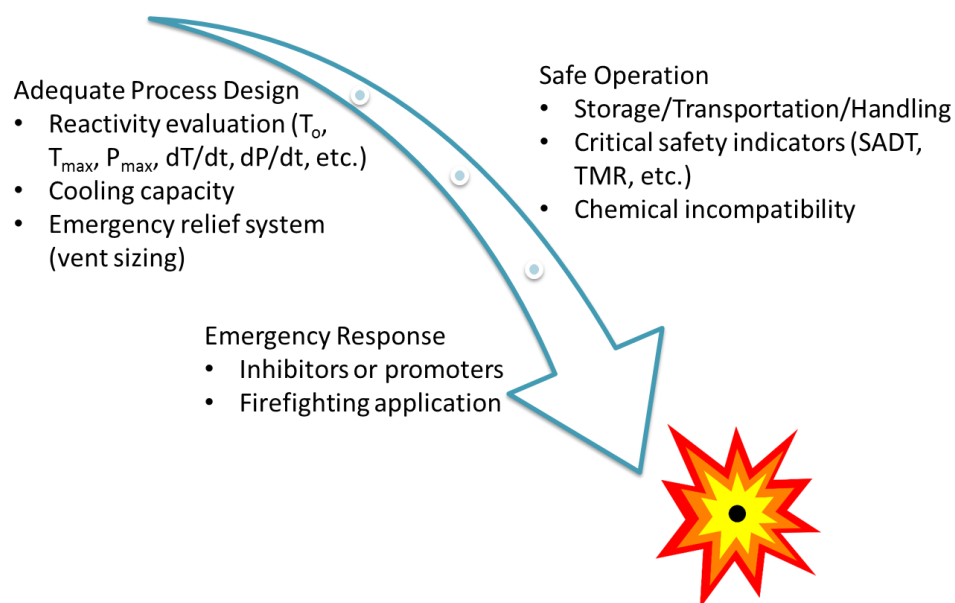 Adequate Process Design
• Reactivity evaluation (Tₒ,
Tmax, Pmax, dT/dt, dP/dt, etc.)
• Cooling capacity
• Emergency relief system
(vent sizing)
Safe Operation
• Storage/Transportation/Handling
• Critical safety indicators (SADT,
TMR, etc.)
• Chemical incompatibility
Emergency Response
• Inhibitors or promoters
• Firefighting application